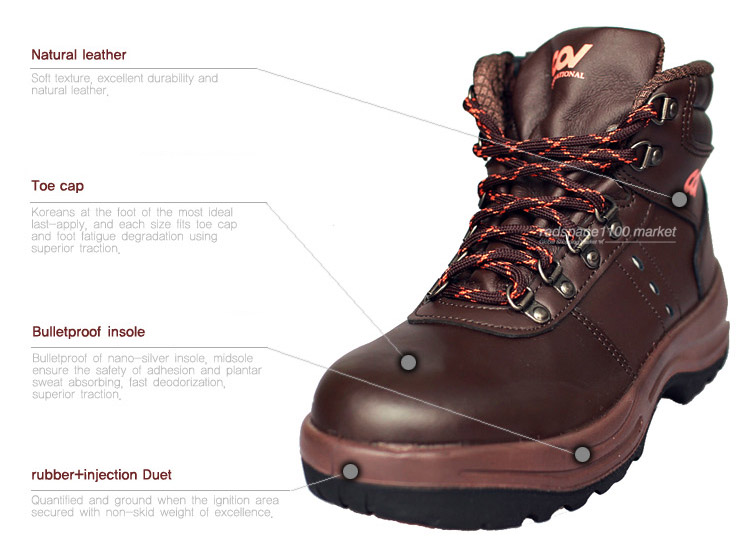 Natural leather
Soft texture, excellent durability and
natural leather.
Toe cap
Koreans at the foot of the most ideal
last-apply, and each size fits toe cap
and foot fatigue degradation using
superior traction.
Bulletproof insole
Bulletproof of nano-silver insole, midsole
ensure the safety of adhesion and plantar
sweat absorbing, fast deodorization,
superior traction.
rubber+injection Duet
Quantified and ground when the ignition area
secured with non-skid weight of excellence.
radspace1100 market